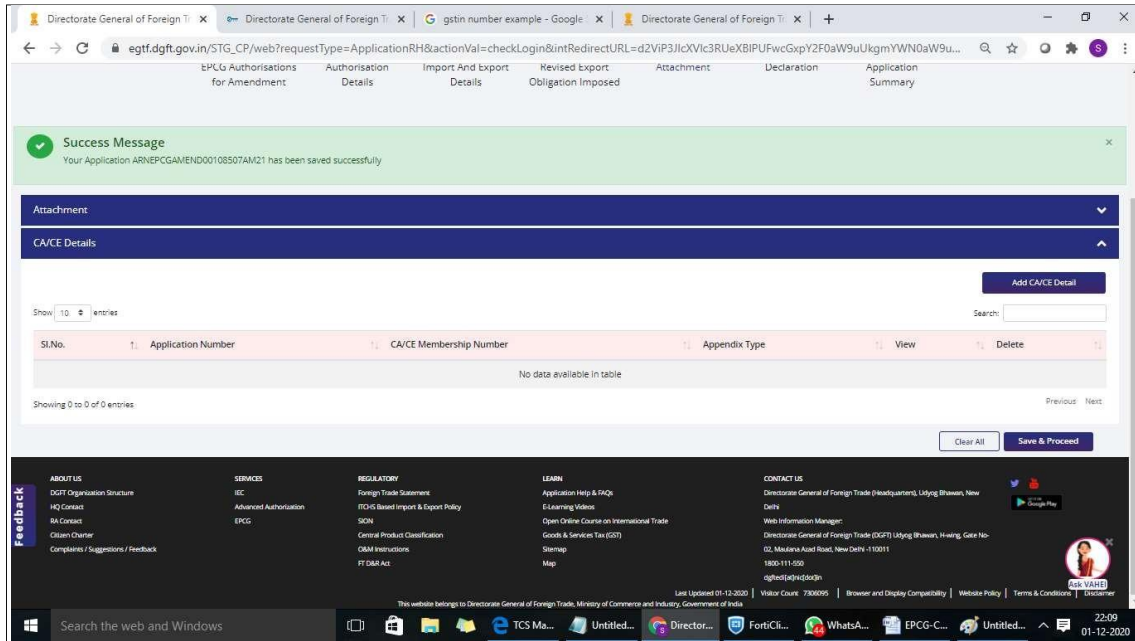 Directorate General of Foreign Tr
Directorate General of Foreign Ti
gstin number example - Google
Directorate General of Foreign Ti
egtf.dgft.gov.in/STG_CP/web?requestType=ApplicationRH&actionVal=checkLogin&intRedirectURL=
S
EPCG Authorisations for Amendment
Authorisation Details
Import And Export Details
Revised Export Obligation Imposed
Attachment
Declaration
Application Summary
Success Message
Your Application ARNEPCGAMEND00108507AM21 has been saved successfully
Attachment
CA/CE Details
Add CA/CE Detail
Show 10 entries
Search:
Sl.No. Application Number CA/CE Membership Number Appendix Type View Delete
No data available in table
Showing 0 to 0 of 0 entries
Previous Next
Clear All Save & Proceed
Feedback
ABOUT US
DGFT Organization Structure
HQ Contact
RA Contact
Citizen Charter
Complaints / Suggestions / Feedback
SERVICES
IEC
Advanced Authorization
EPCG
REGULATORY
Foreign Trade Statement
ITCHS Based Import & Export Policy
SION
Central Product Classification
O&M Instructions
FT D&R Act
LEARN
Application Help & FAQs
E-Learning Videos
Open Online Course on International Trade
Goods & Services Tax (GST)
Sitemap
Map
CONTACT US
Directorate General of Foreign Trade (Headquarters), Udyog Bhawan, New
Delhi
Web Information Manager:
Directorate General of Foreign Trade (DGFT) Udyog Bhawan, H-wing, Gate No-
02, Maulana Azad Road, New Delhi -110011
1800-111-550
dgftedi[at]nic[dot]in
Google Play
Ask VAHEI
Last Updated 01-12-2020 | Visitor Count 7306095 | Browser and Display Compatibility | Website Policy | Terms & Conditions | Disclaimer
This website belongs to Directorate General of Foreign Trade, Ministry of Commerce and Industry, Government of India
Search the web and Windows
TCS Ma...
Untitled...
Director...
FortiCli...
44
WhatsA...
EPCG-C...
Untitled...
22:09
01-12-2020